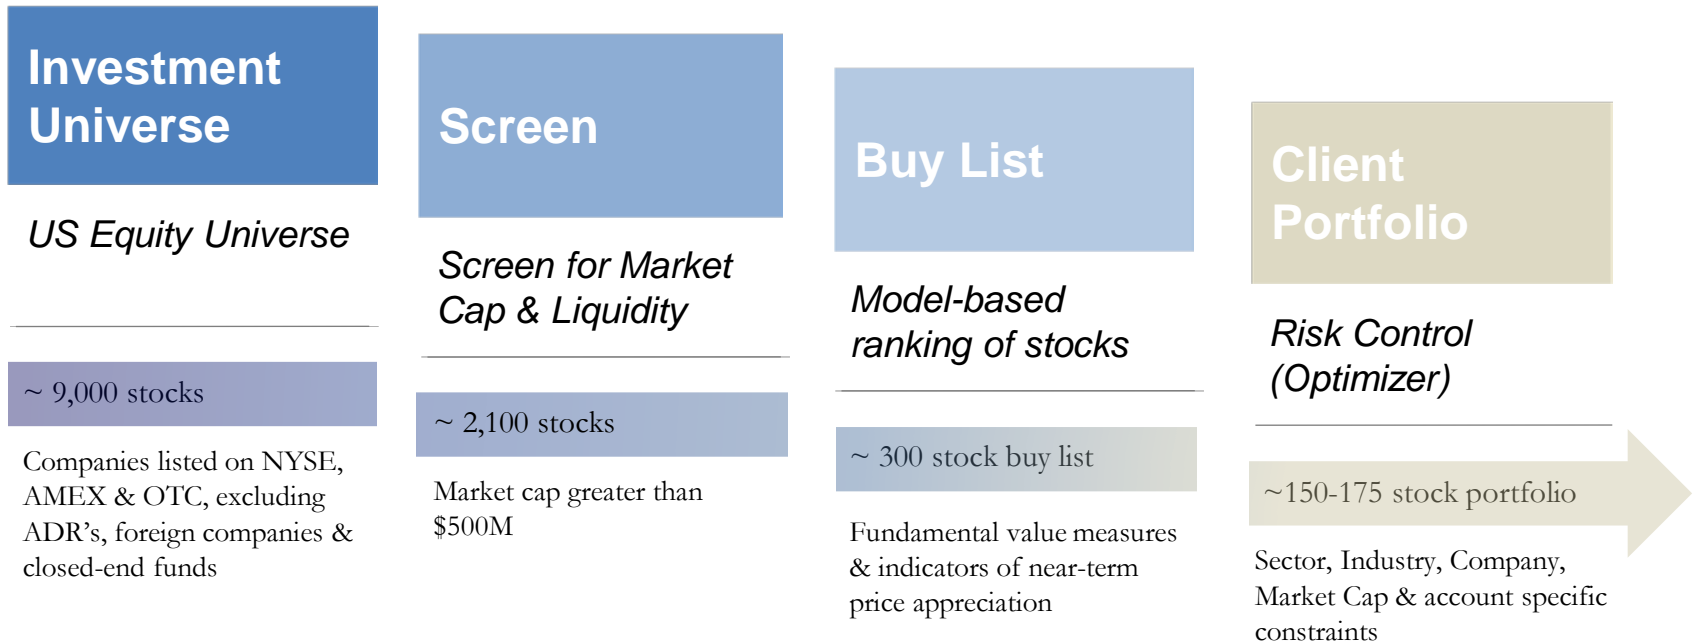 Investment
Universe
US Equity Universe
~ 9,000 stocks
Companies listed on NYSE,
AMEX & OTC, excluding
ADR's, foreign companies &
closed-end funds
Screen
Screen for Market
Cap & Liquidity
~ 2,100 stocks
Market cap greater than
$500M
Buy List
Model-based
ranking of stocks
~ 300 stock buy list
Fundamental value measures
& indicators of near-term
price appreciation
Client
Portfolio
Risk Control
(Optimizer)
~150-175 stock portfolio
Sector, Industry, Company,
Market Cap & account specific
constraints